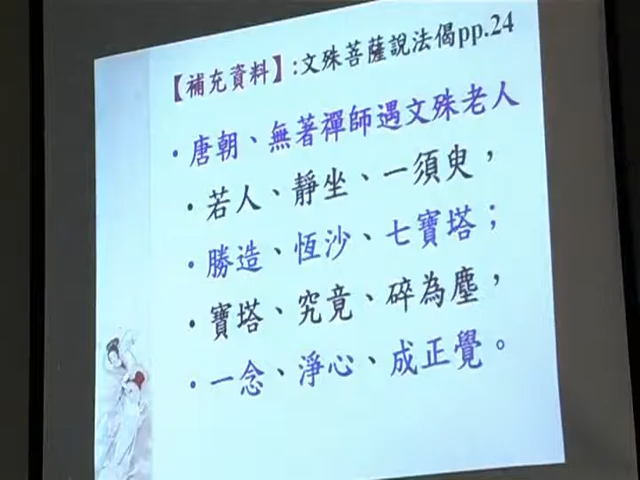 【補充資料】:文殊菩薩說法偈pp.24
・唐朝、無著禪師遇文殊老人
・若人、靜坐、一須臾，
・勝造、恆沙、七寶塔；
・寶塔、究竟、碎為塵，
・一念、淨心、成正覺。